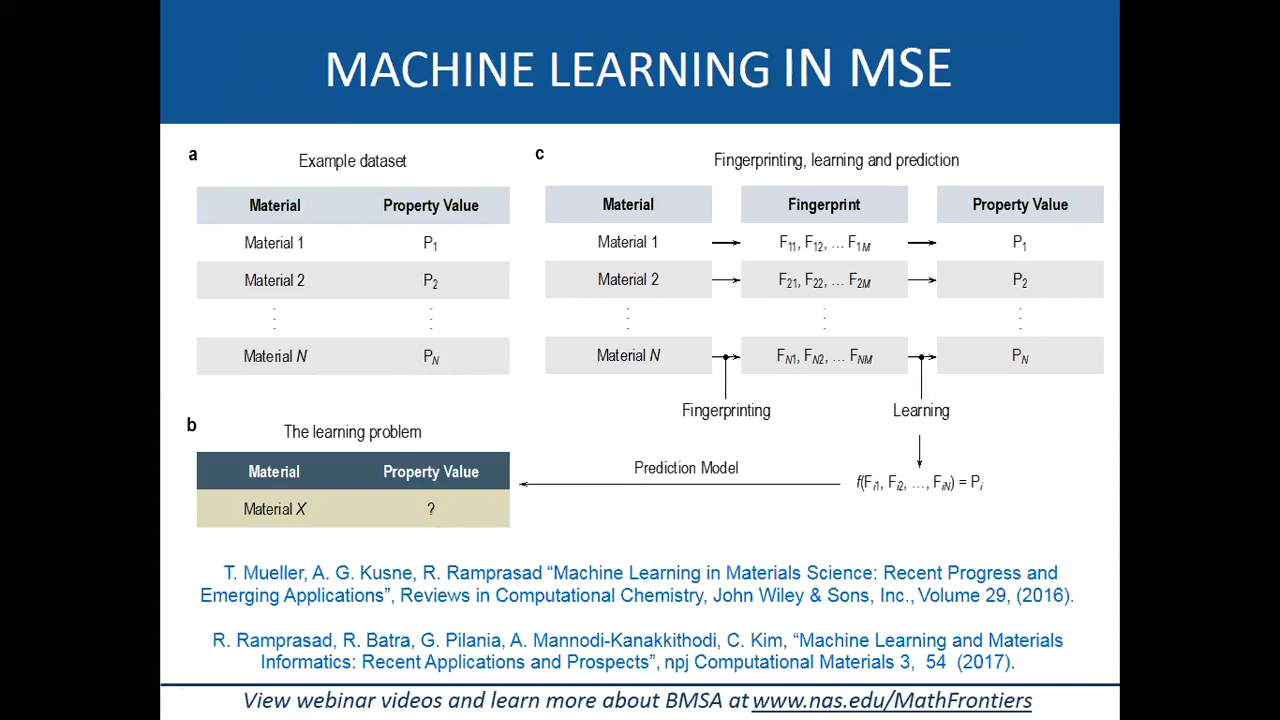 MACHINE LEARNING IN MSE
a
Example dataset
Material Property Value
Material 1 P1
Material 2 P2
Material N PN
b
The learning problem
Material Property Value
Material X ?
c
Fingerprinting, learning and prediction
Material Fingerprint Property Value
Material 1 F11, F12, … F1M P1
Material 2 F21, F22, … F2M P2
Material N FN1, FN2, … FNM PN
Fingerprinting Learning
Prediction Model
f(Fi1, Fi2, …, FiN) = Pi
T. Mueller, A. G. Kusne, R. Ramprasad “Machine Learning in Materials Science: Recent Progress and
Emerging Applications”, Reviews in Computational Chemistry, John Wiley & Sons, Inc., Volume 29, (2016).
R. Ramprasad, R. Batra, G. Pilania, A. Mannodi-Kanakkithodi, C. Kim, “Machine Learning and Materials
Informatics: Recent Applications and Prospects”, npj Computational Materials 3, 54 (2017).
View webinar videos and learn more about BMSA at www.nas.edu/MathFrontiers